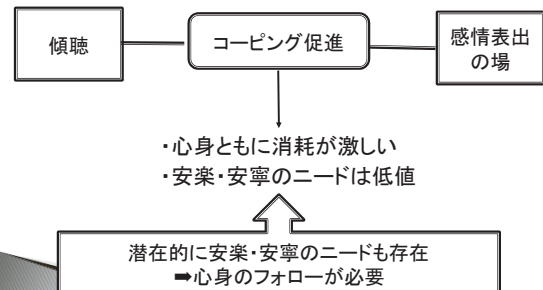 傾聴
コーピング促進
感情表出
の場
・心身ともに消耗が激しい
・安楽・安寧のニードは低値
潜在的に安楽・安寧のニードも存在
➡心身のフォローが必要